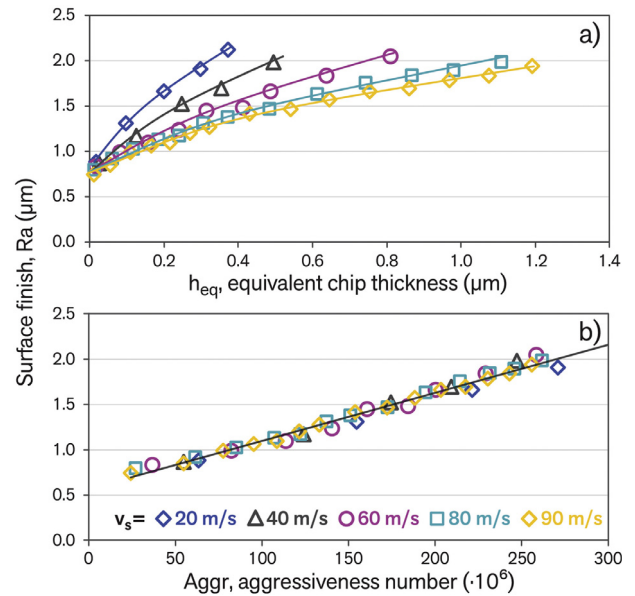 a)
2.5
2.0
1.5
1.0
0.5
0.0
0 0.2 0.4 0.6 0.8 1.0 1.2 1.4
heq, equivalent chip thickness (μm)
Surface finish, Ra (μm)
b)
2.5
2.0
1.5
1.0
0.5
0.0
vs= 20 m/s 40 m/s 60 m/s 80 m/s 90 m/s
0 50 100 150 200 250 300
Aggr, aggressiveness number (·10⁶)